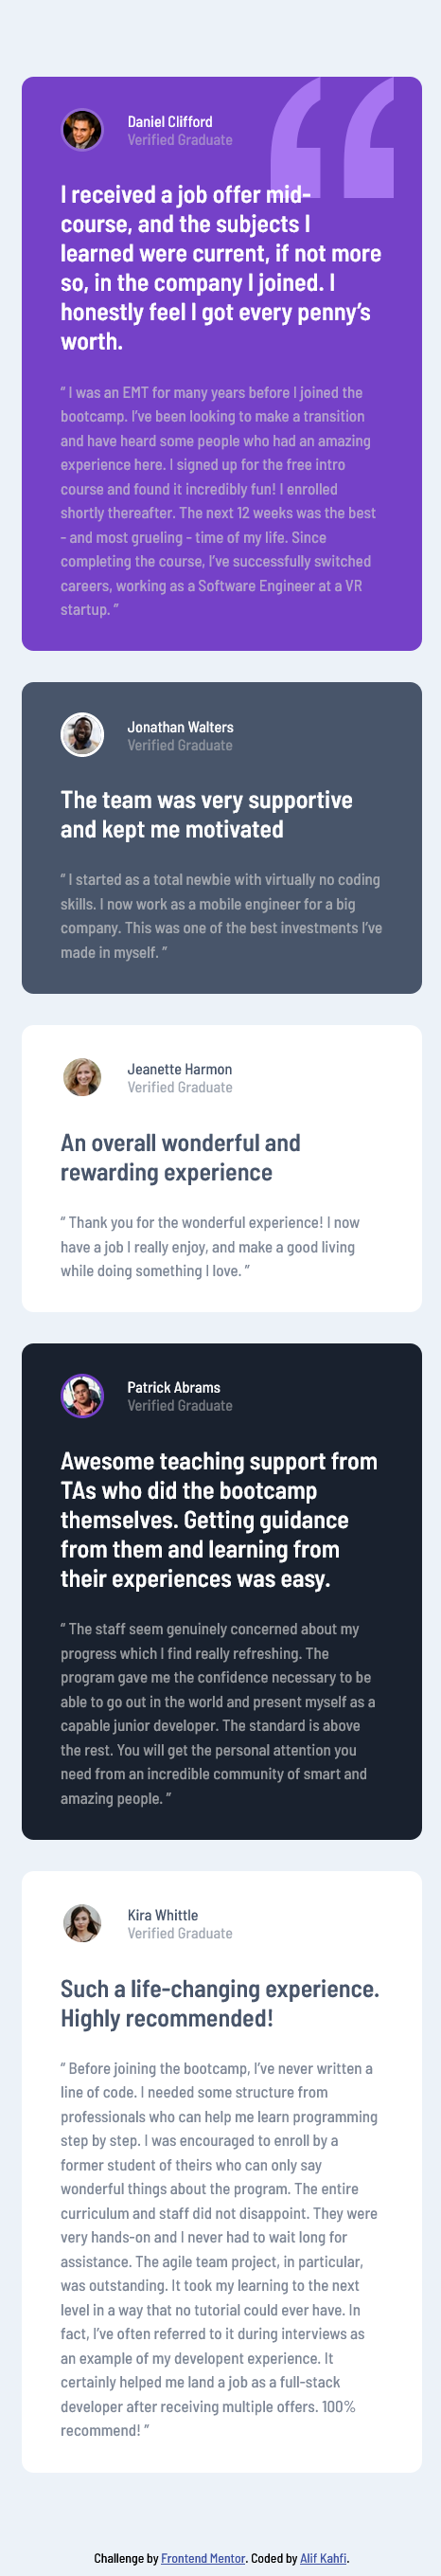 Daniel Clifford
Verified Graduate
I received a job offer mid-
course, and the subjects I
learned were current, if not more
so, in the company I joined. I
honestly feel I got every penny’s
worth.
“ I was an EMT for many years before I joined the
bootcamp. I’ve been looking to make a transition
and have heard some people who had an amazing
experience here. I signed up for the free intro
course and found it incredibly fun! I enrolled
shortly thereafter. The next 12 weeks was the best
- and most grueling - time of my life. Since
completing the course, I’ve successfully switched
careers, working as a Software Engineer at a VR
startup. ”
Jonathan Walters
Verified Graduate
The team was very supportive
and kept me motivated
“ I started as a total newbie with virtually no coding
skills. I now work as a mobile engineer for a big
company. This was one of the best investments I’ve
made in myself. ”
Jeanette Harmon
Verified Graduate
An overall wonderful and
rewarding experience
“ Thank you for the wonderful experience! I now
have a job I really enjoy, and make a good living
while doing something I love. ”
Patrick Abrams
Verified Graduate
Awesome teaching support from
TAs who did the bootcamp
themselves. Getting guidance
from them and learning from
their experiences was easy.
“ The staff seem genuinely concerned about my
progress which I find really refreshing. The
program gave me the confidence necessary to be
able to go out in the world and present myself as a
capable junior developer. The standard is above
the rest. You will get the personal attention you
need from an incredible community of smart and
amazing people. ”
Kira Whittle
Verified Graduate
Such a life-changing experience.
Highly recommended!
“ Before joining the bootcamp, I’ve never written a
line of code. I needed some structure from
professionals who can help me learn programming
step by step. I was encouraged to enroll by a
former student of theirs who can only say
wonderful things about the program. The entire
curriculum and staff did not disappoint. They were
very hands-on and I never had to wait long for
assistance. The agile team project, in particular,
was outstanding. It took my learning to the next
level in a way that no tutorial could ever have. In
fact, I’ve often referred to it during interviews as
an example of my developent experience. It
certainly helped me land a job as a full-stack
developer after receiving multiple offers. 100%
recommend! ”
Challenge by Frontend Mentor. Coded by Alif Kahfi.